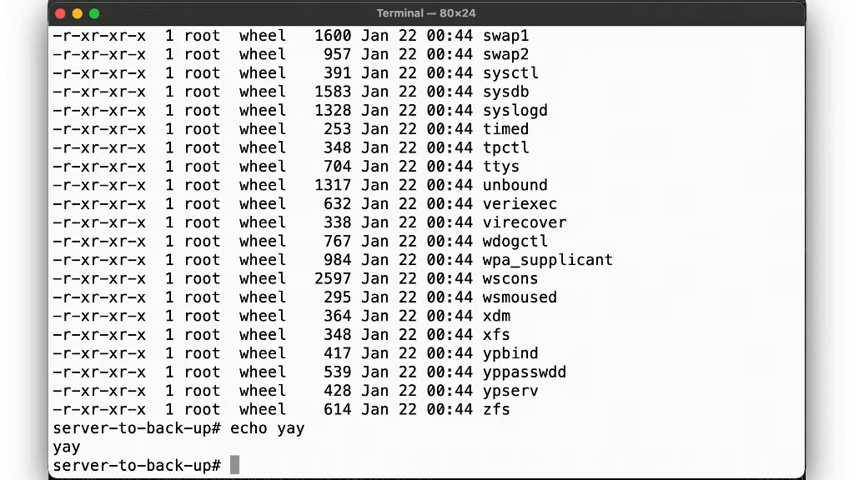 Terminal — 80×24
-r-xr-xr-x  1 root  wheel   1600 Jan 22 00:44 swap1
-r-xr-xr-x  1 root  wheel    957 Jan 22 00:44 swap2
-r-xr-xr-x  1 root  wheel    391 Jan 22 00:44 sysctl
-r-xr-xr-x  1 root  wheel   1583 Jan 22 00:44 sysdb
-r-xr-xr-x  1 root  wheel   1328 Jan 22 00:44 syslogd
-r-xr-xr-x  1 root  wheel    253 Jan 22 00:44 timed
-r-xr-xr-x  1 root  wheel    348 Jan 22 00:44 tpctl
-r-xr-xr-x  1 root  wheel    704 Jan 22 00:44 ttys
-r-xr-xr-x  1 root  wheel   1317 Jan 22 00:44 unbound
-r-xr-xr-x  1 root  wheel    632 Jan 22 00:44 veriexec
-r-xr-xr-x  1 root  wheel    338 Jan 22 00:44 virecover
-r-xr-xr-x  1 root  wheel    767 Jan 22 00:44 wdogctl
-r-xr-xr-x  1 root  wheel    984 Jan 22 00:44 wpa_supplicant
-r-xr-xr-x  1 root  wheel   2597 Jan 22 00:44 wscons
-r-xr-xr-x  1 root  wheel    295 Jan 22 00:44 wsmoused
-r-xr-xr-x  1 root  wheel    364 Jan 22 00:44 xdm
-r-xr-xr-x  1 root  wheel    348 Jan 22 00:44 xfs
-r-xr-xr-x  1 root  wheel    417 Jan 22 00:44 ypbind
-r-xr-xr-x  1 root  wheel    539 Jan 22 00:44 yppasswdd
-r-xr-xr-x  1 root  wheel    428 Jan 22 00:44 ypserv
-r-xr-xr-x  1 root  wheel    614 Jan 22 00:44 zfs
server-to-back-up# echo yay
yay
server-to-back-up#